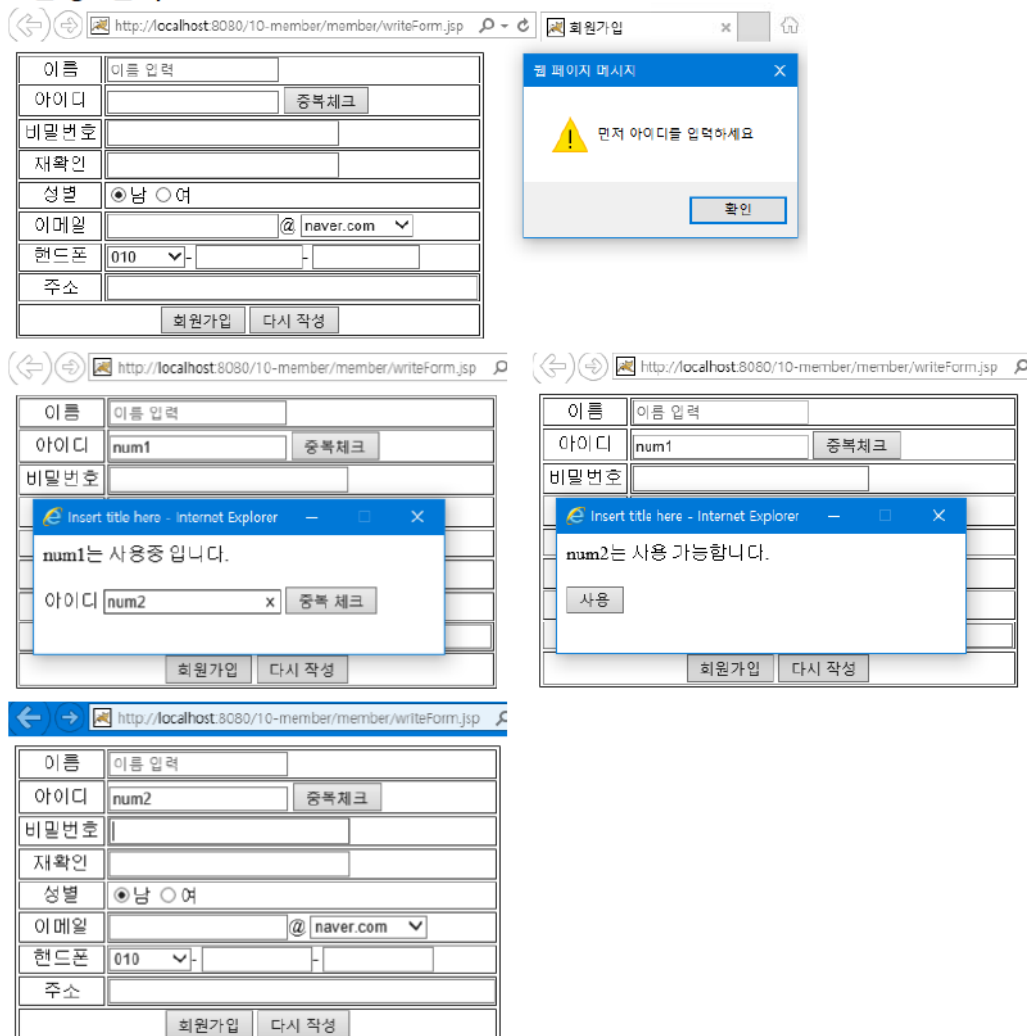 http://localhost:8080/10-member/member/writeForm.jsp 회원가입
이름 이름 입력
아이디 중복체크
비밀번호
재확인
성별 남 여
이메일 @ naver.com
핸드폰 010 - -
주소
회원가입 다시 작성
웹 페이지 메시지
먼저 아이디를 입력하세요
확인
http://localhost:8080/10-member/member/writeForm.jsp
이름 이름 입력
아이디 num1 중복체크
비밀번호
Insert title here - Internet Explorer
num1는 사용중 입니다.
아이디 num2 x 중복 체크
회원가입 다시 작성
http://localhost:8080/10-member/member/writeForm.jsp
이름 이름 입력
아이디 num1 중복체크
비밀번호
Insert title here - Internet Explorer
num2는 사용 가능합니다.
사용
회원가입 다시 작성
http://localhost:8080/10-member/member/writeForm.jsp
이름 이름 입력
아이디 num2 중복체크
비밀번호
재확인
성별 남 여
이메일 @ naver.com
핸드폰 010 - -
주소
회원가입 다시 작성